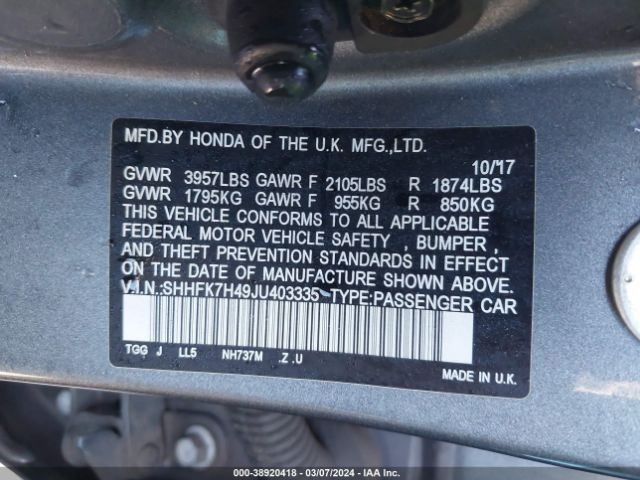 MFD.BY HONDA OF THE U.K. MFG.,LTD.
10/17
GVWR 3957LBS GAWR F 2105LBS R 1874LBS
GVWR 1795KG GAWR F 955KG R 850KG
THIS VEHICLE CONFORMS TO ALL APPLICABLE
FEDERAL MOTOR VEHICLE SAFETY , BUMPER ,
AND THEFT PREVENTION STANDARDS IN EFFECT
ON THE DATE OF MANUFACTURE SHOWN ABOVE.
V.I.N.:SHHFK7H49JU403335 TYPE:PASSENGER CAR
TGG J LL5 NH737M .Z .U
MADE IN U.K.
000-38920418 - 03/07/2024 - IAA Inc.